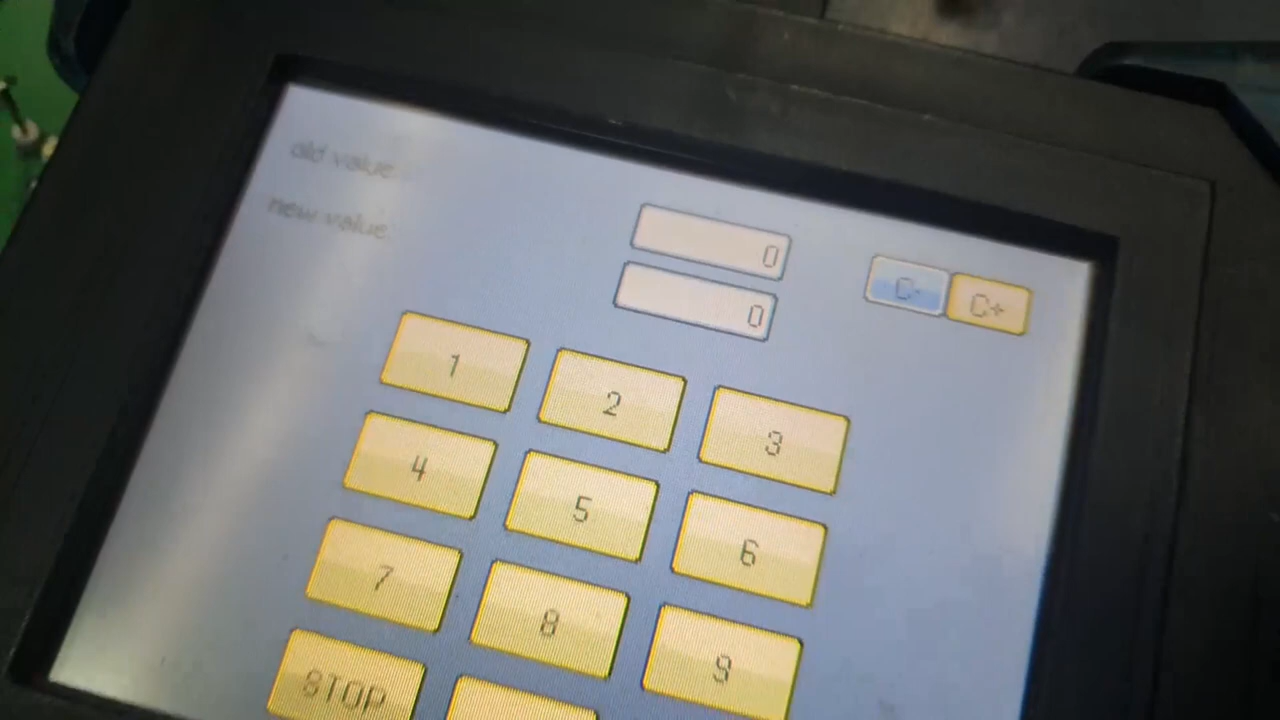 old value
new value
0
0
C- C+
1 2 3
4 5 6
7 8 9
STOP